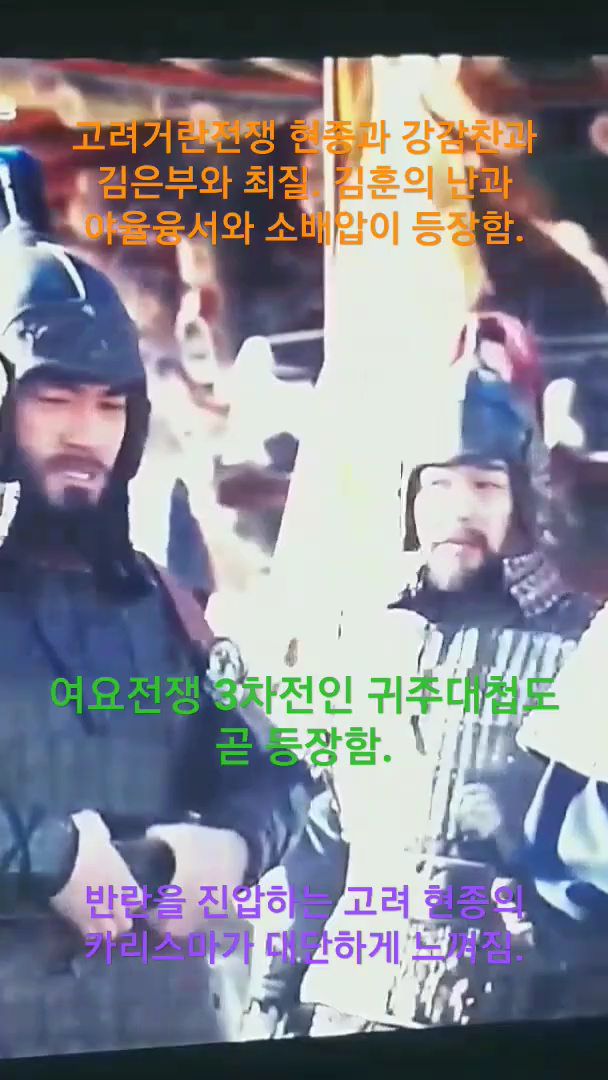 고려거란전쟁 현종과 강감찬과
김은부와 최질. 김훈의 난과
야율융서와 소배압이 등장함.
여요전쟁 3차전인 귀주대첩도
곧 등장함.
반란을 진압하는 고려 현종의
카리스마가 대단하게 느껴짐.